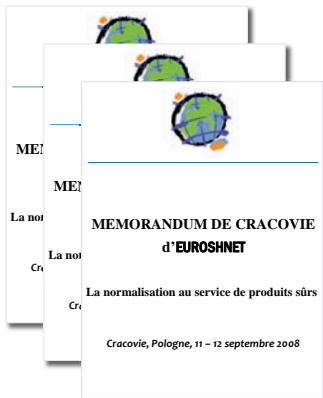 MEMORANDUM DE CRACOVIE
d'EUROSHNET
La normalisation au service de produits sûrs
Cracovie, Pologne, 11 – 12 septembre 2008